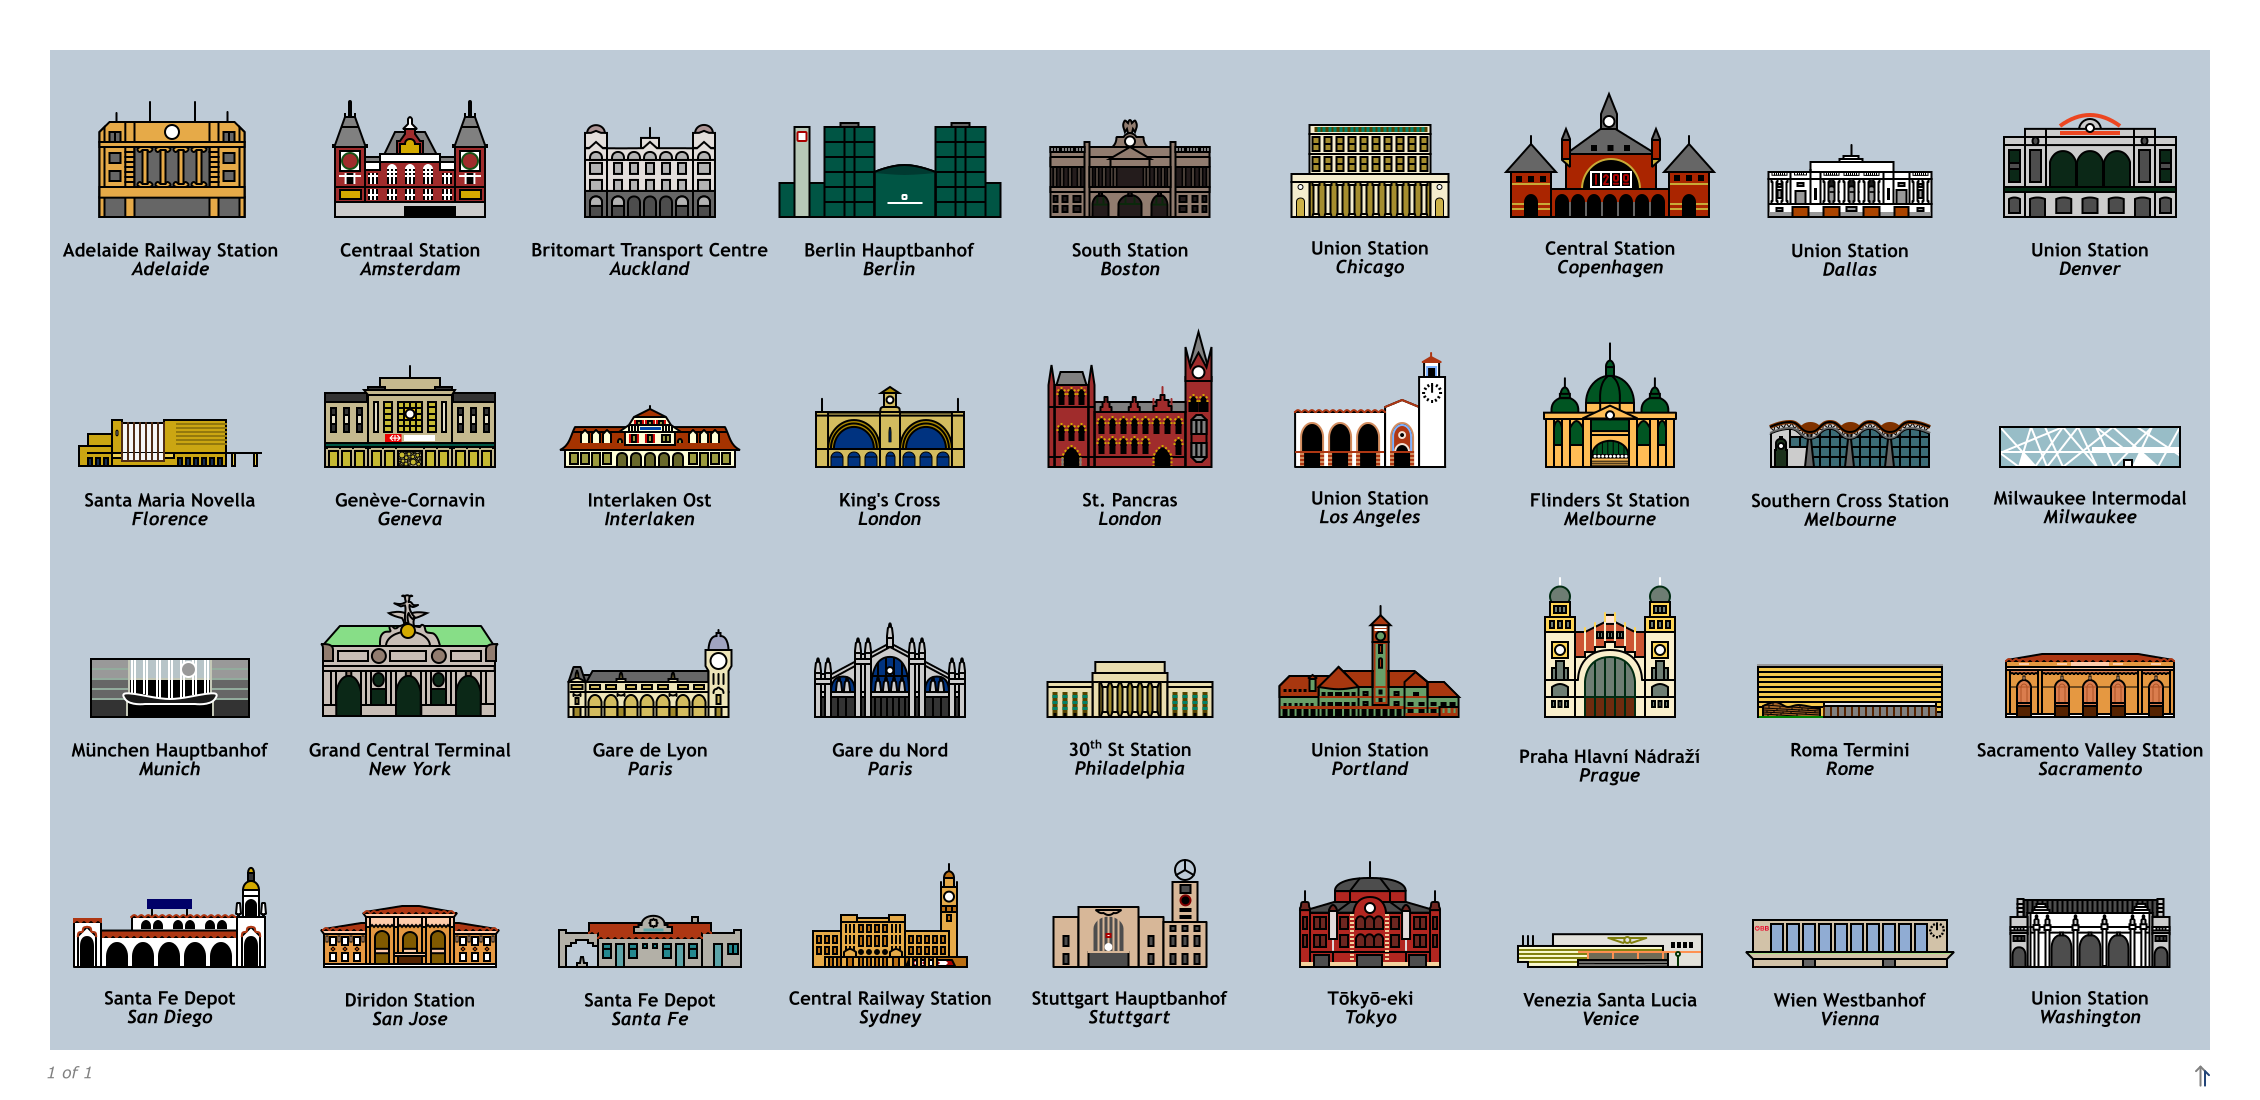 Adelaide Railway Station
Adelaide
Centraal Station
Amsterdam
Britomart Transport Centre
Auckland
Berlin Hauptbanhof
Berlin
South Station
Boston
Union Station
Chicago
Central Station
Copenhagen
Union Station
Dallas
Union Station
Denver
Santa Maria Novella
Florence
Genève-Cornavin
Geneva
Interlaken Ost
Interlaken
King's Cross
London
St. Pancras
London
Union Station
Los Angeles
Flinders St Station
Melbourne
Southern Cross Station
Melbourne
Milwaukee Intermodal
Milwaukee
München Hauptbanhof
Munich
Grand Central Terminal
New York
Gare de Lyon
Paris
Gare du Nord
Paris
30th St Station
Philadelphia
Union Station
Portland
Praha Hlavní Nádraží
Prague
Roma Termini
Rome
Sacramento Valley Station
Sacramento
ÖBB
Santa Fe Depot
San Diego
Diridon Station
San Jose
Santa Fe Depot
Santa Fe
Central Railway Station
Sydney
Stuttgart Hauptbanhof
Stuttgart
Tōkyō-eki
Tokyo
Venezia Santa Lucia
Venice
Wien Westbanhof
Vienna
Union Station
Washington
1 of 1